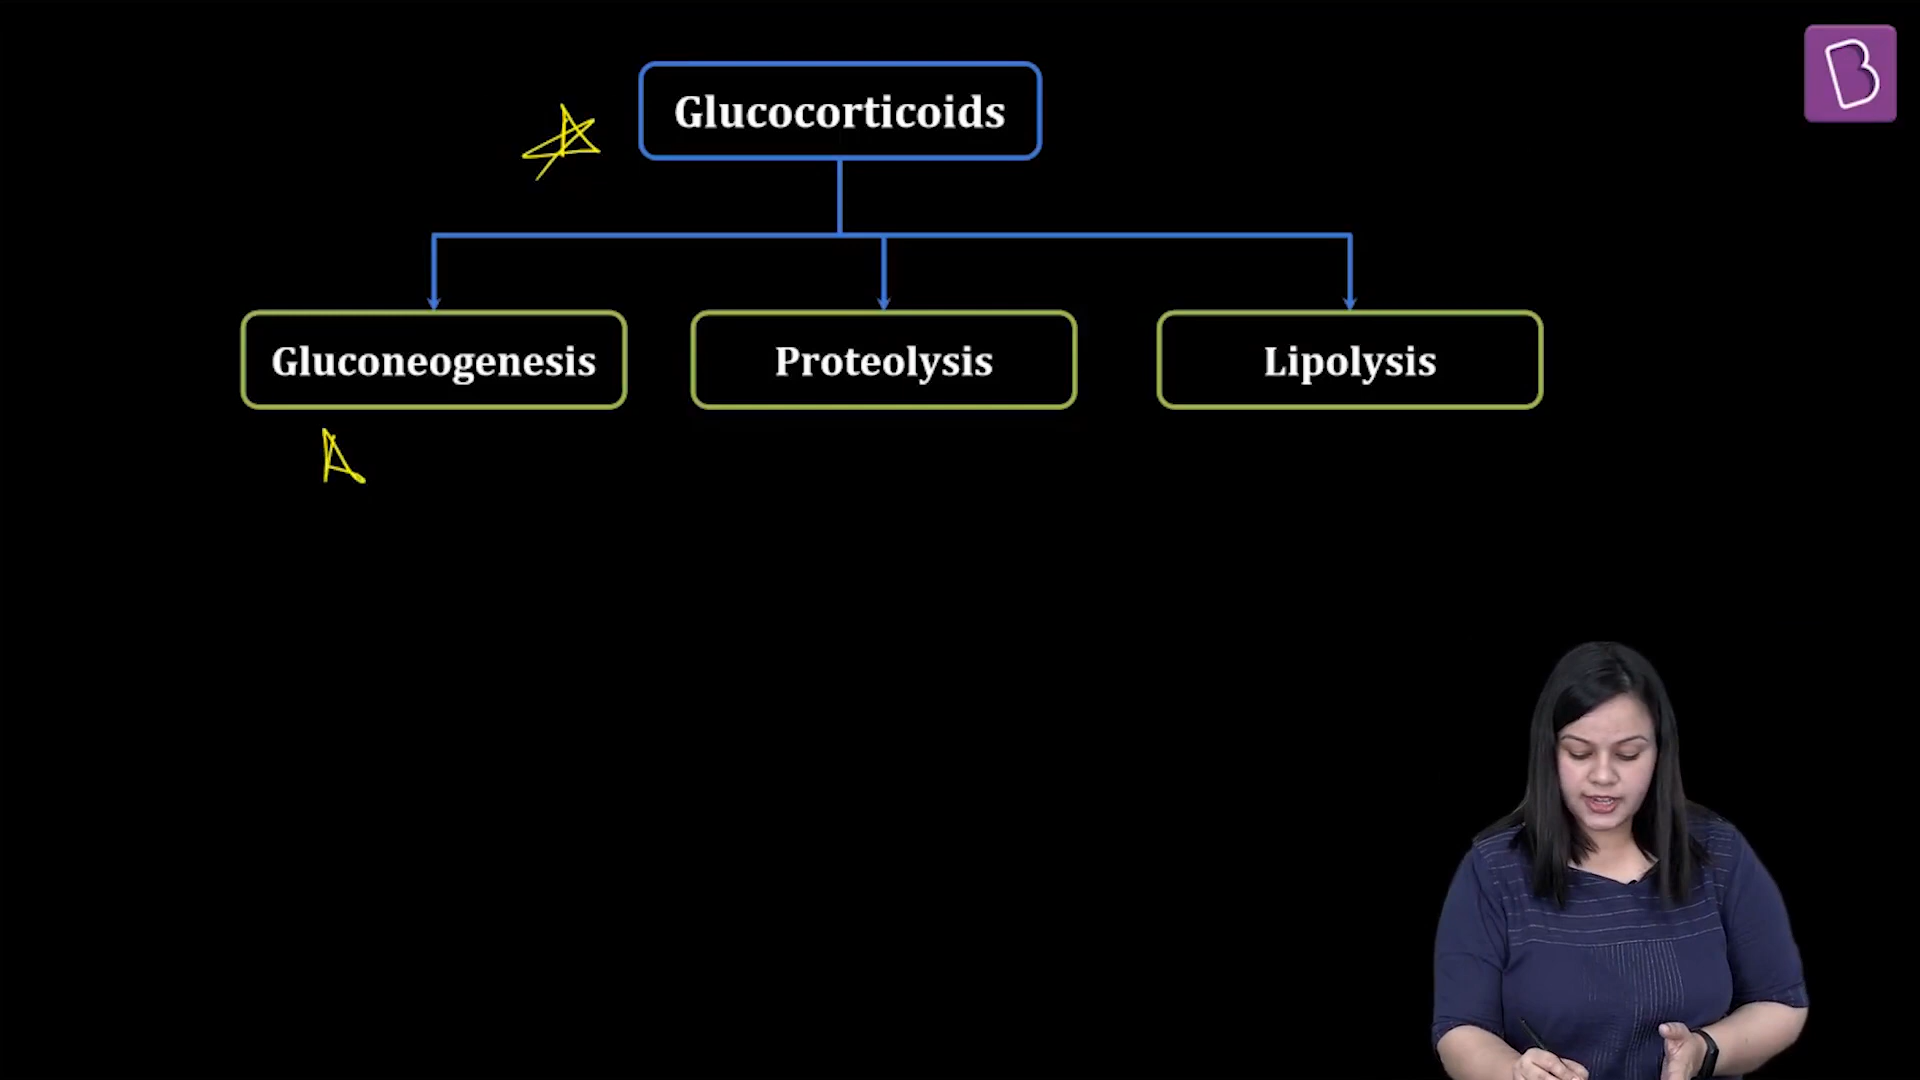 Glucocorticoids
Gluconeogenesis
Proteolysis
Lipolysis
A